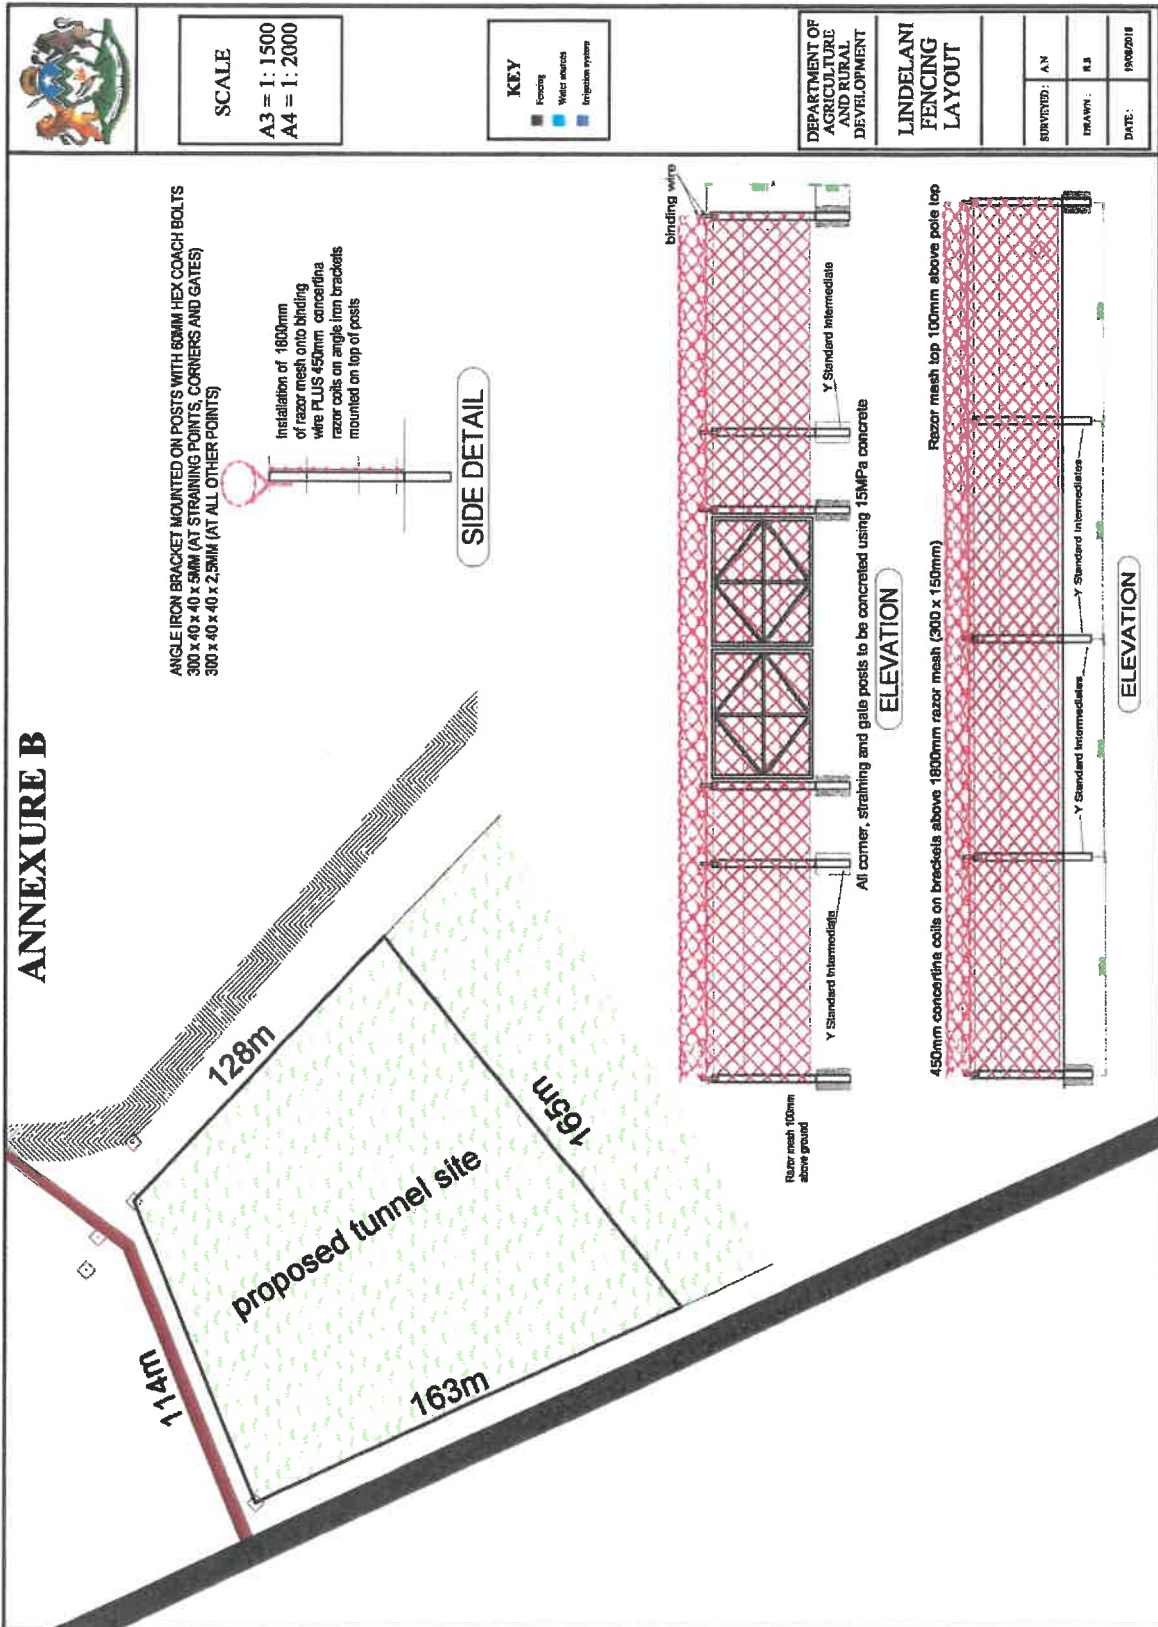 ANNEXURE B
114m
128m
163m
165m
proposed tunnel site
ANGLE IRON BRACKET MOUNTED ON POSTS WITH 60MM HEX COACH BOLTS
300 x 40 x 40 x 5MM (AT STRAINING POINTS, CORNERS AND GATES)
300 x 40 x 40 x 2,5MM (AT ALL OTHER POINTS)
Installation of 1800mm
of razor mesh onto binding
wire PLUS 450mm concertina
razor coils on angle iron brackets
mounted on top of posts
SIDE DETAIL
binding wire
Y Standard Intermediate
Y Standard Intermediate
Razor mesh 100mm
above ground
All corner, straining and gate posts to be concreted using 15MPa concrete
ELEVATION
450mm concertina coils on brackets above 1800mm razor mesh (300 x 150mm)
Razor mesh top 100mm above pole top
Y Standard Intermediates
Y Standard Intermediates
ELEVATION
SCALE
A3 = 1: 1500
A4 = 1: 2000
KEY
Fencing
Water sources
Irrigation system
DEPARTMENT OF
AGRICULTURE
AND RURAL
DEVELOPMENT
LINDELANI
FENCING
LAYOUT
SURVEYED: A.N
DRAWN: R.B
DATE: